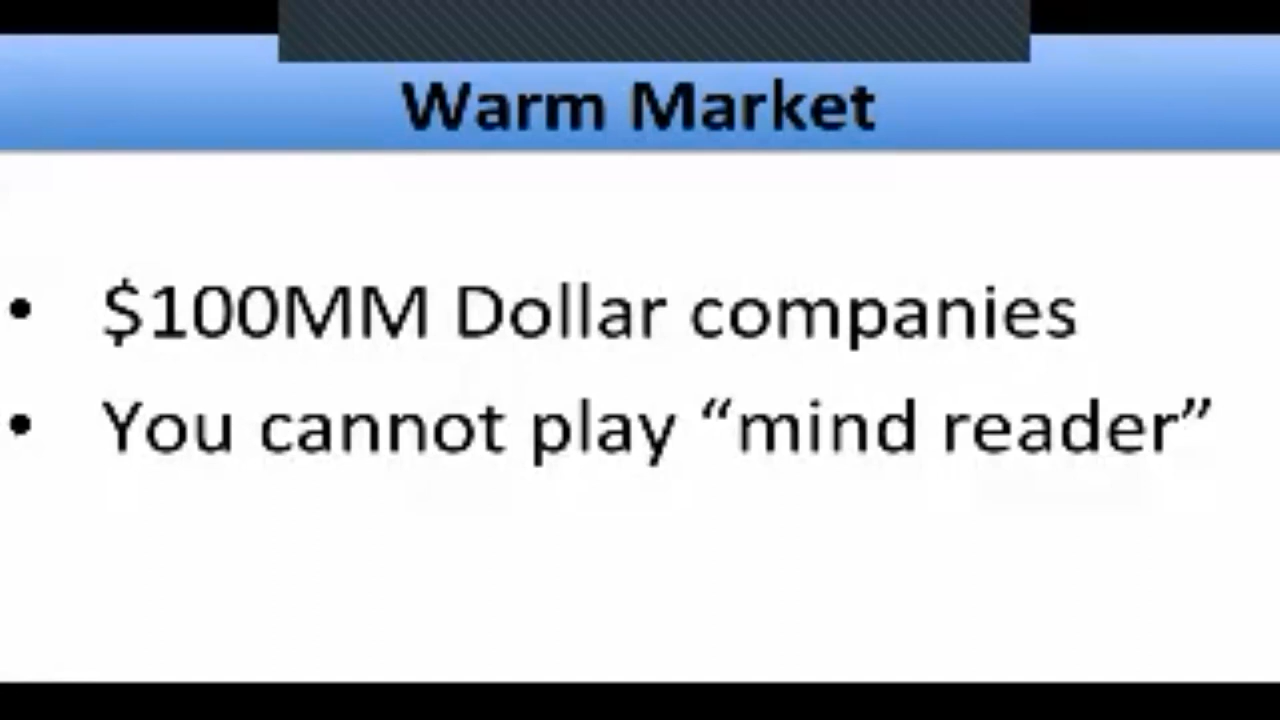 Warm Market
• $100MM Dollar companies
• You cannot play “mind reader”